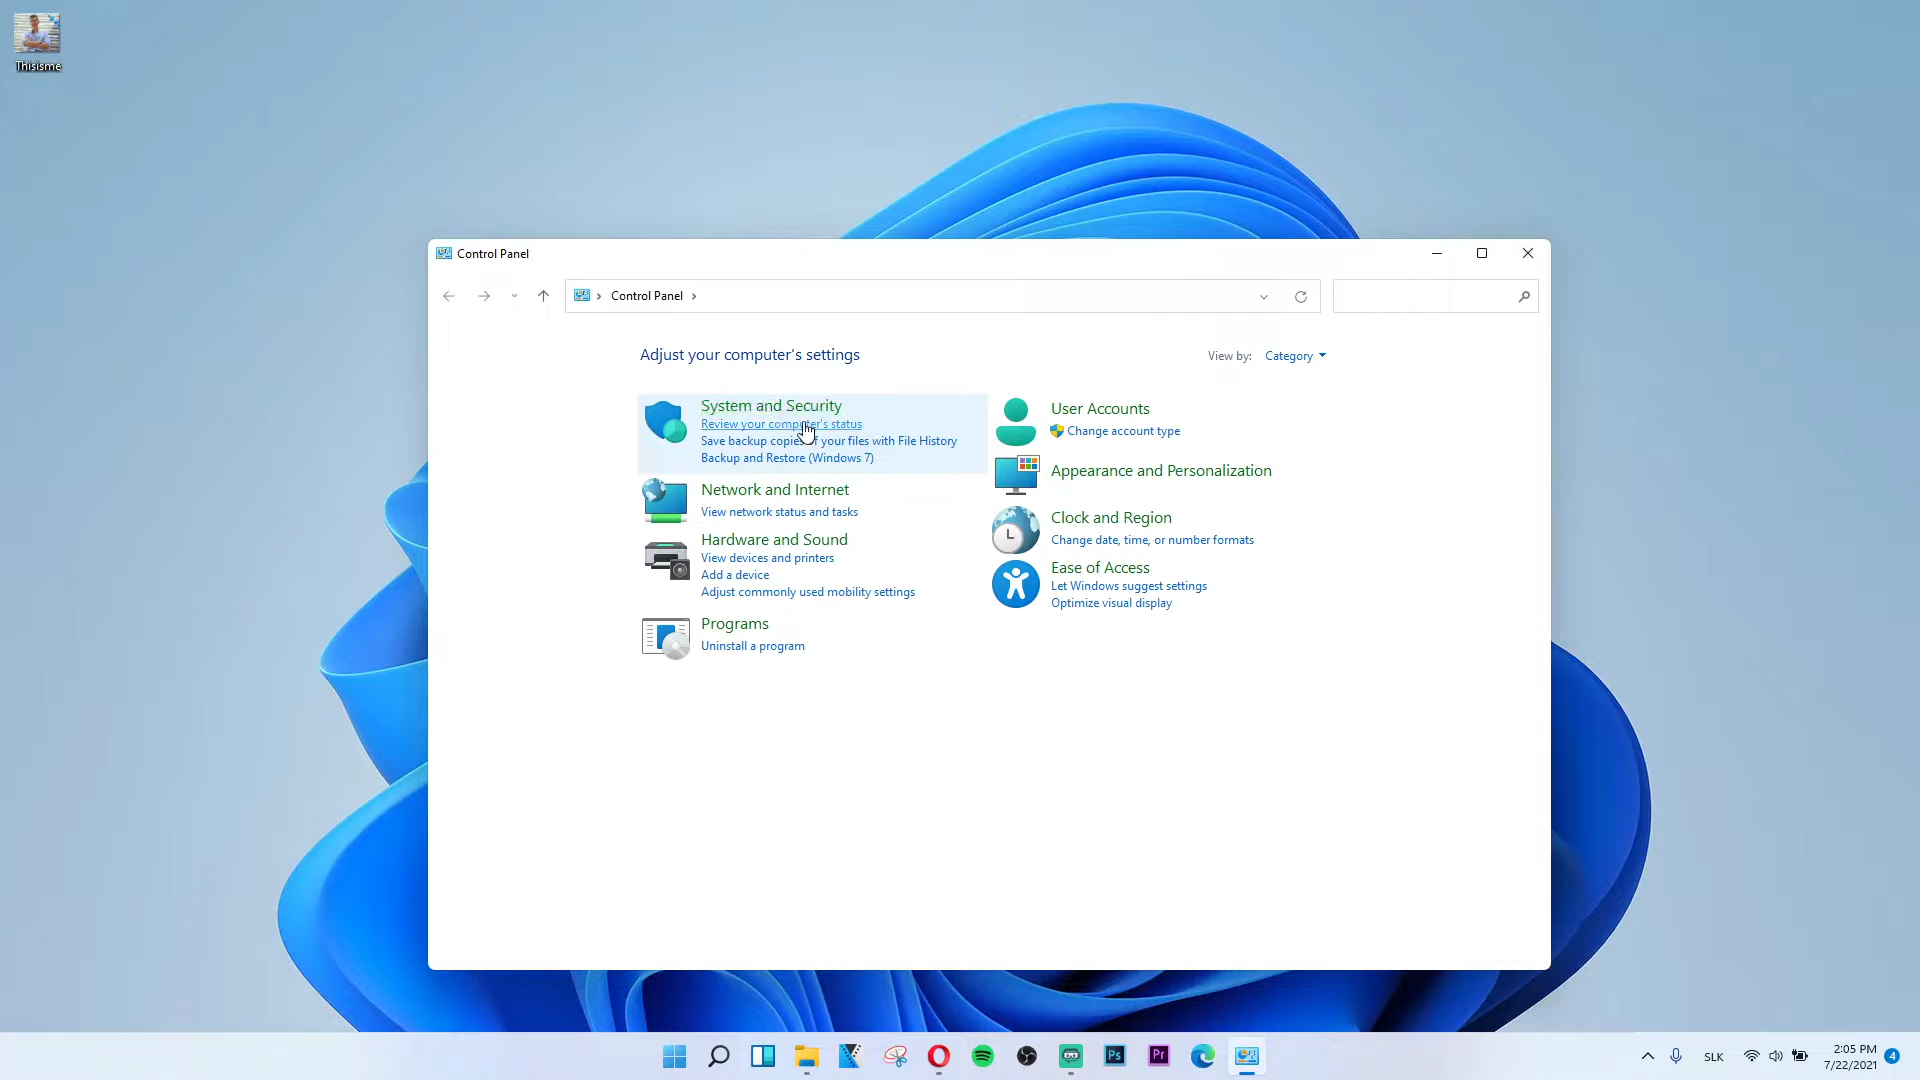 Thisisme
Control Panel
Control Panel
Adjust your computer's settings
View by: Category
System and Security
Review your computer's status
Save backup copies of your files with File History
Backup and Restore (Windows 7)
Network and Internet
View network status and tasks
Hardware and Sound
View devices and printers
Add a device
Adjust commonly used mobility settings
Programs
Uninstall a program
User Accounts
Change account type
Appearance and Personalization
Clock and Region
Change date, time, or number formats
Ease of Access
Let Windows suggest settings
Optimize visual display
Ps
Pr
SLK
2:05 PM
7/22/2021
4